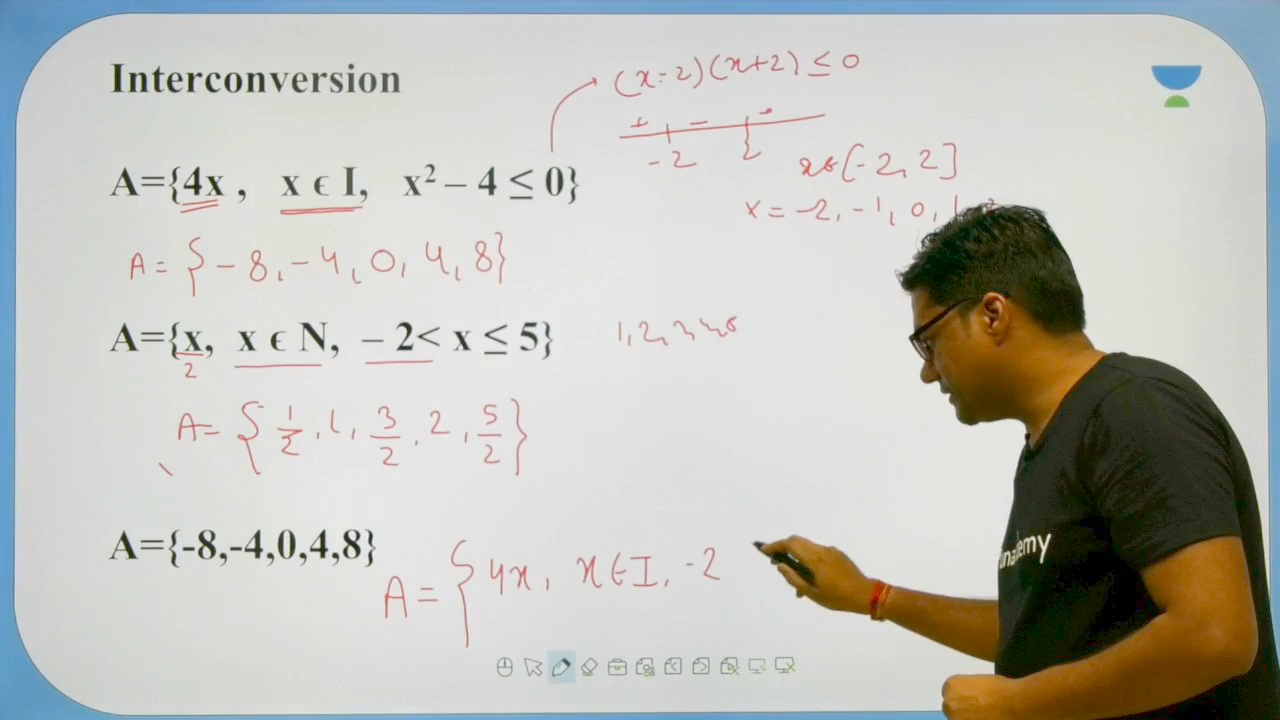 Interconversion
(x-2)(x+2) ≤ 0
+ - +
-2 2
A={4x , x ϵ I, x² – 4 ≤ 0}
x ϵ [-2, 2]
x = -2, -1, 0, 1
A = {-8, -4, 0, 4, 8}
A={x, x ϵ N, – 2< x ≤ 5}
2
1, 2, 3, 4, 5
A = { 1/2, 1, 3/2, 2, 5/2 }
A={-8,-4,0,4,8}
A = { 4x, x ∈ I, -2
unacademy